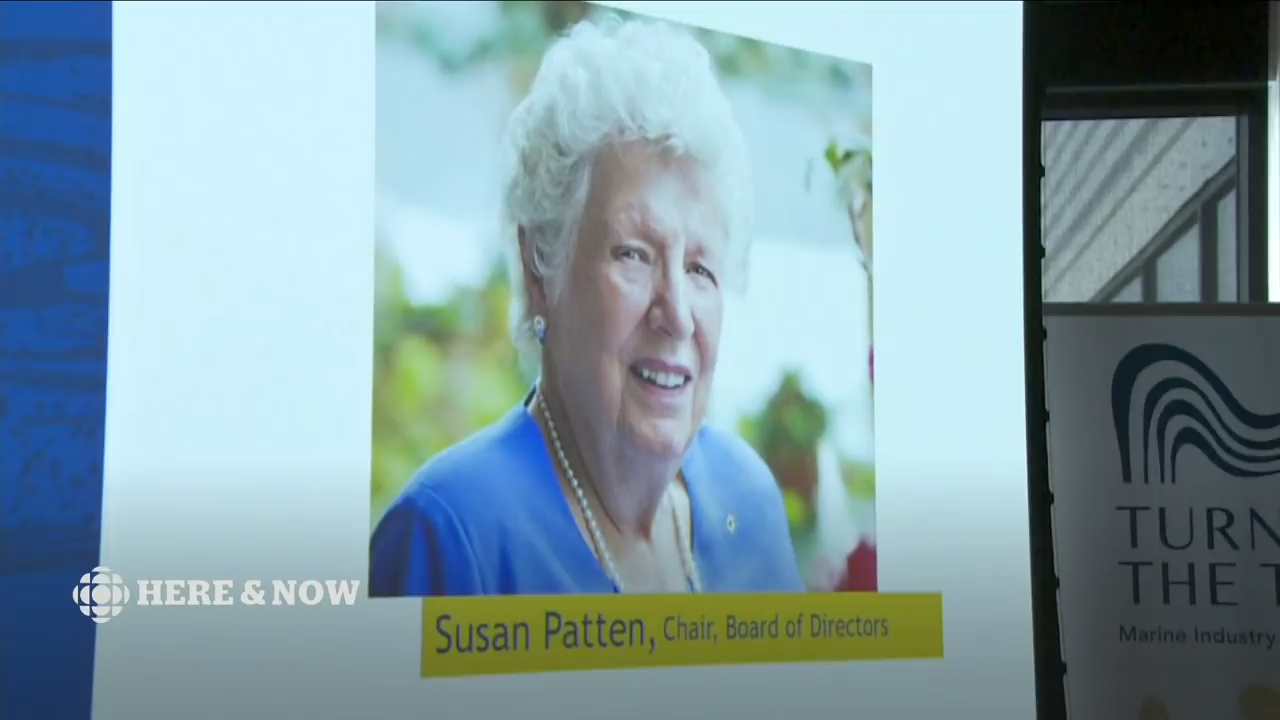 HERE & NOW
Susan Patten, Chair, Board of Directors
TURN
THE T
Marine Industry